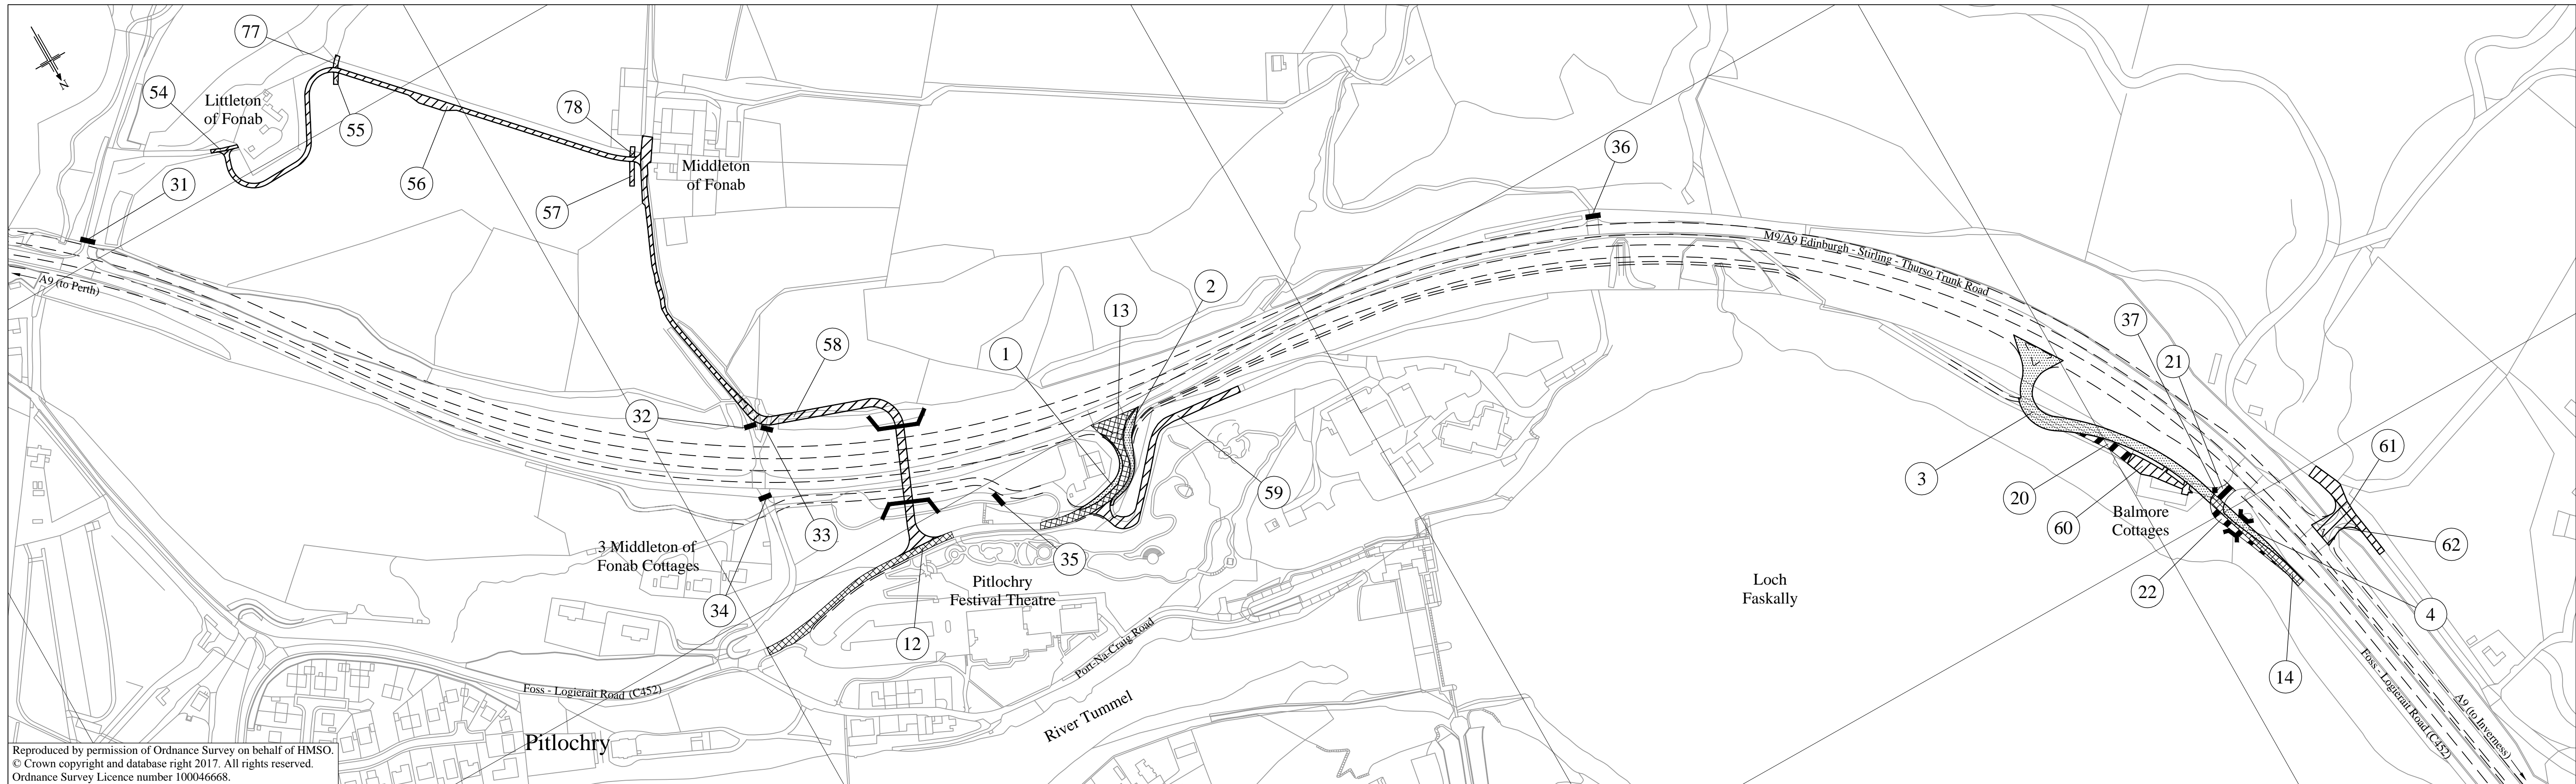 77
N
54
Littleton
of Fonab
55
31
56
78
57
Middleton
of Fonab
36
M9/A9 Edinburgh - Stirling - Thurso Trunk Road
A9 (to Perth)
2
13
1
58
32
33
34
35
59
12
37
21
3
20
60
Balmore
Cottages
61
62
22
4
14
3 Middleton of
Fonab Cottages
Pitlochry
Festival Theatre
Loch
Faskally
Port-Na-Craig Road
River Tummel
Foss - Logierait Road (C452)
Foss - Logierait Road (C452)
A9 (to Inverness)
Pitlochry
Reproduced by permission of Ordnance Survey on behalf of HMSO.
© Crown copyright and database right 2017. All rights reserved.
Ordnance Survey Licence number 100046668.